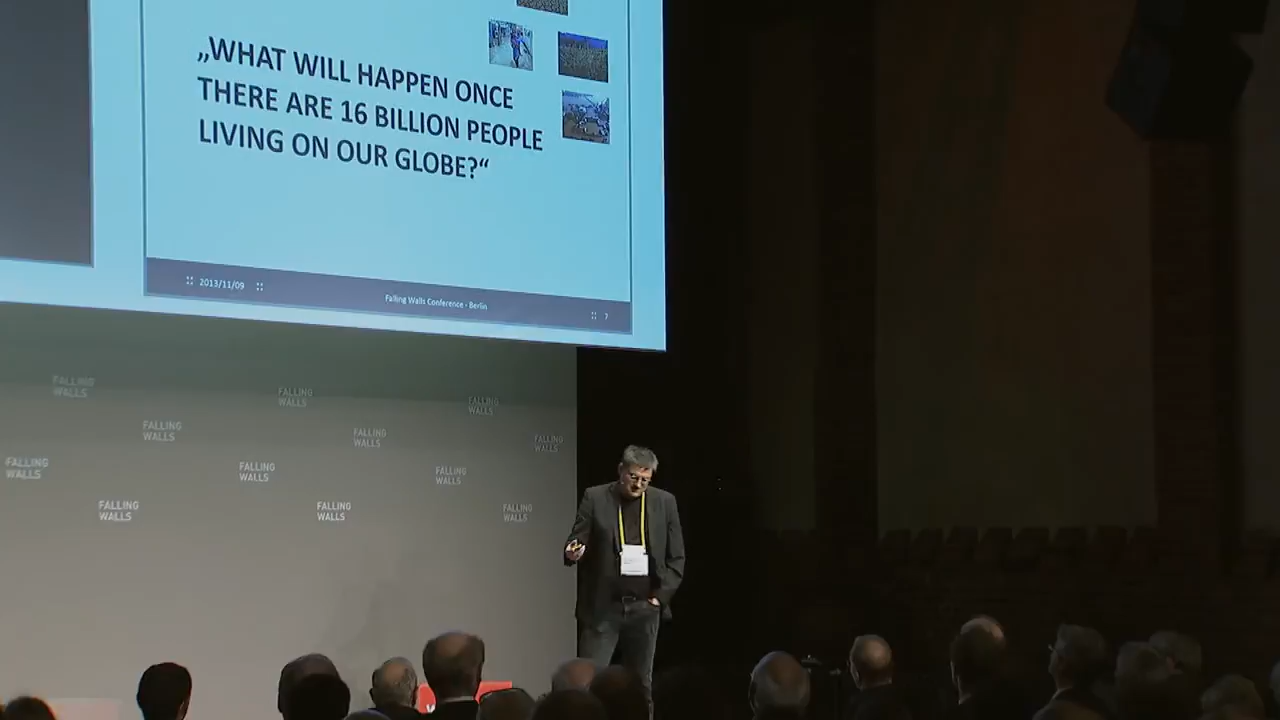 „WHAT WILL HAPPEN ONCE
THERE ARE 16 BILLION PEOPLE
LIVING ON OUR GLOBE?“
:: 2013/11/09 ::
Falling Walls Conference - Berlin
:: 7
FALLING
WALLS
FALLING
WALLS
FALLING
WALLS
FALLING
WALLS
FALLING
WALLS
FALLING
WALLS
FALLING
WALLS
FALLING
WALLS
FALLING
WALLS
FALLING
WALLS
FALLING
WALLS
FALLING
WALLS